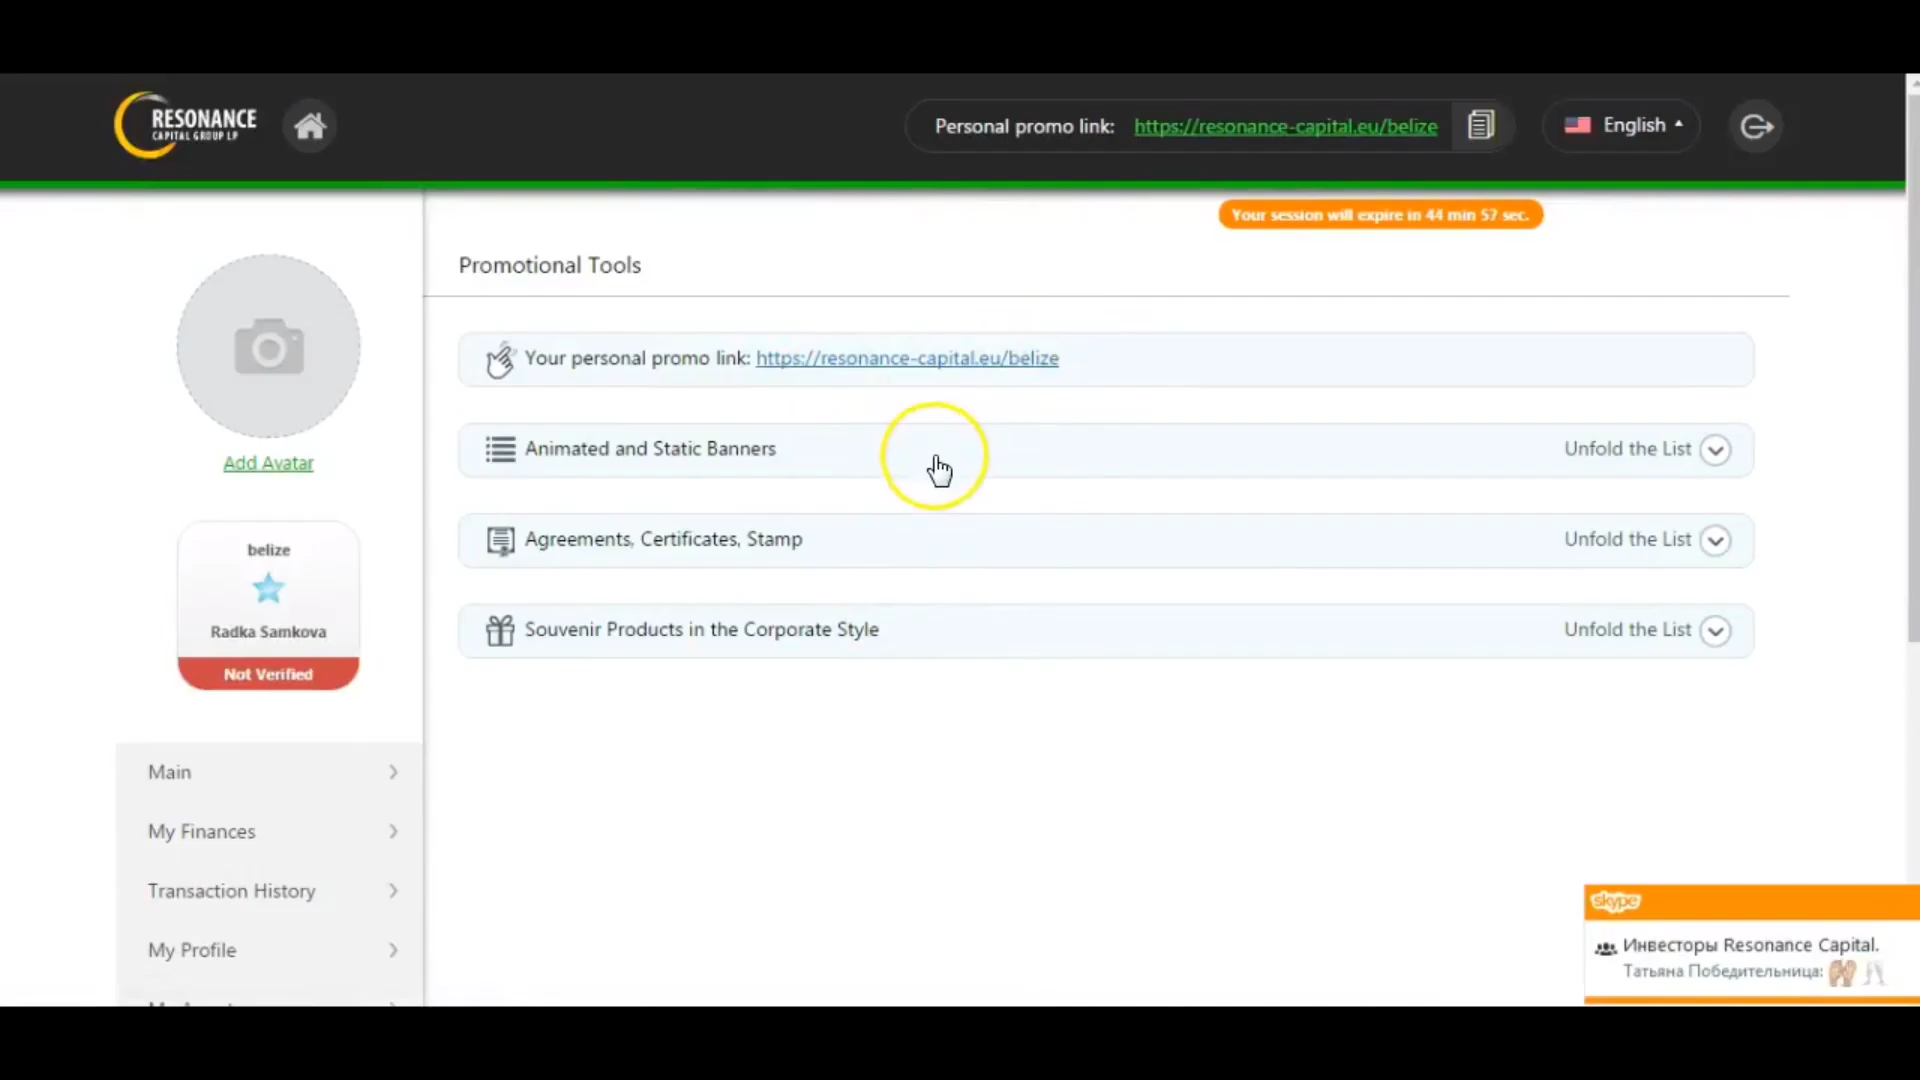 RESONANCE
CAPITAL GROUP LP
Personal promo link: https://resonance-capital.eu/belize
English
Your session will expire in 44 min 57 sec.
Promotional Tools
Your personal promo link: https://resonance-capital.eu/belize
Animated and Static Banners
Unfold the List
Add Avatar
Agreements, Certificates, Stamp
Unfold the List
belize
Radka Samkova
Not Verified
Souvenir Products in the Corporate Style
Unfold the List
Main
My Finances
Transaction History
My Profile
skype
Инвесторы Resonance Capital.
Татьяна Победительница: